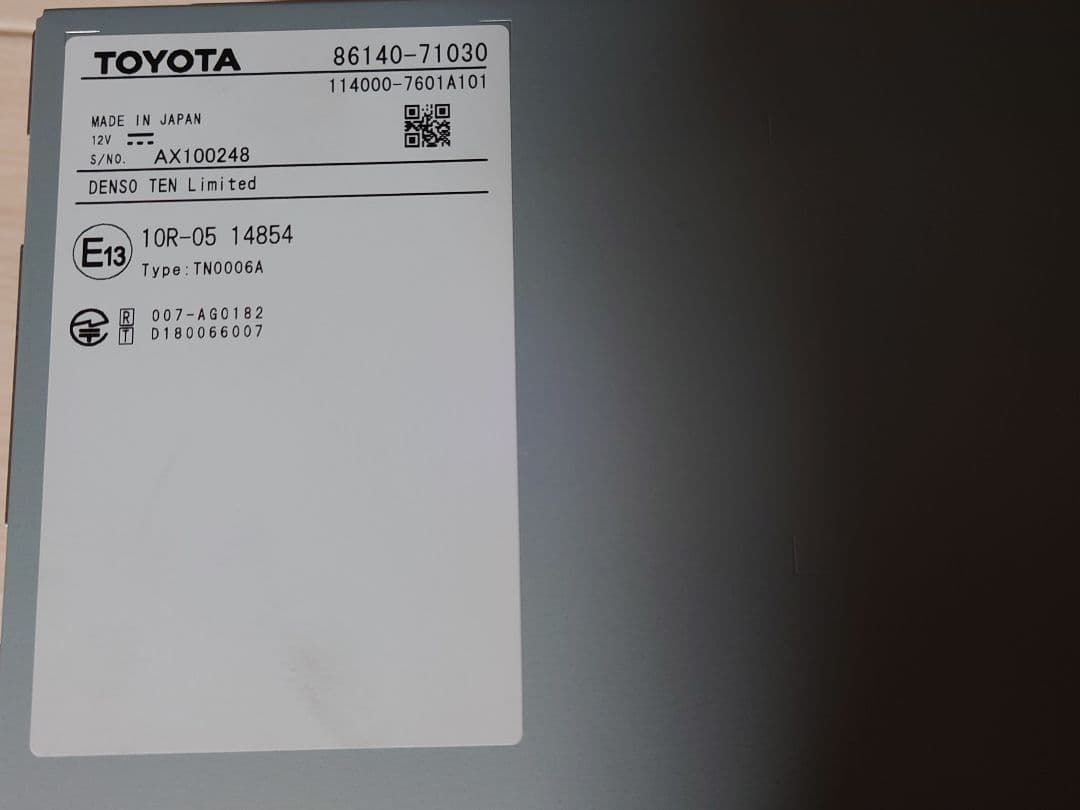 TOYOTA 86140-71030
114000-7601A101
MADE IN JAPAN
12V
S/NO. AX100248
DENSO TEN Limited
E13 10R-05 14854
Type:TN0006A
R 007-AG0182
T D180066007